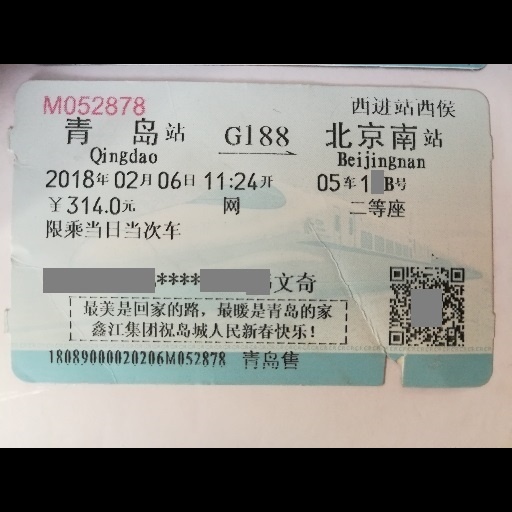 M052878 西进站西侯
青 岛站 G188 北京南站
Qingdao Beijingnan
2018年02月06日 11:24开 05车1 B号
￥314.0元 网 二等座
限乘当日当次车
**** 文奇
最美是回家的路，最暖是青岛的家
鑫江集团祝岛城人民新春快乐！
18089000020206M052878 青岛售